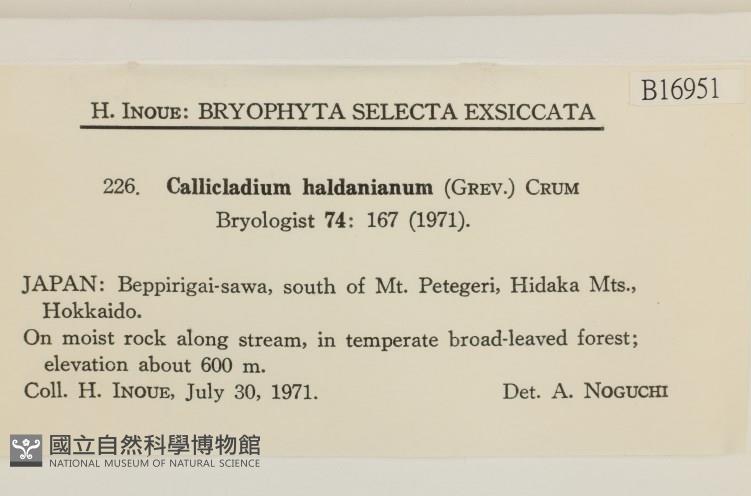 B16951
H. INOUE: BRYOPHYTA SELECTA EXSICCATA
226. Callicladium haldanianum (GREV.) CRUM
Bryologist 74: 167 (1971).
JAPAN: Beppirigai-sawa, south of Mt. Petegeri, Hidaka Mts.,
Hokkaido.
On moist rock along stream, in temperate broad-leaved forest;
elevation about 600 m.
Coll. H. INOUE, July 30, 1971. Det. A. NOGUCHI
國立自然科學博物館
NATIONAL MUSEUM OF NATURAL SCIENCE